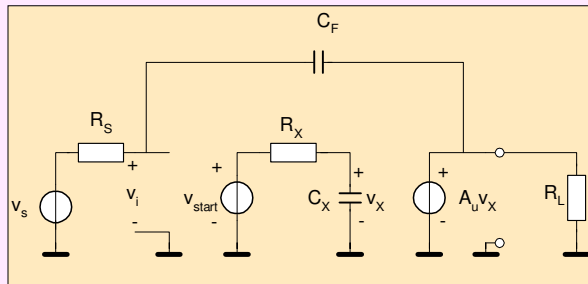 C_F
R_S
R_X
+
+
+
+
v_s
v_i
v_start
C_X
v_X
A_u v_X
R_L
-
-
-
-